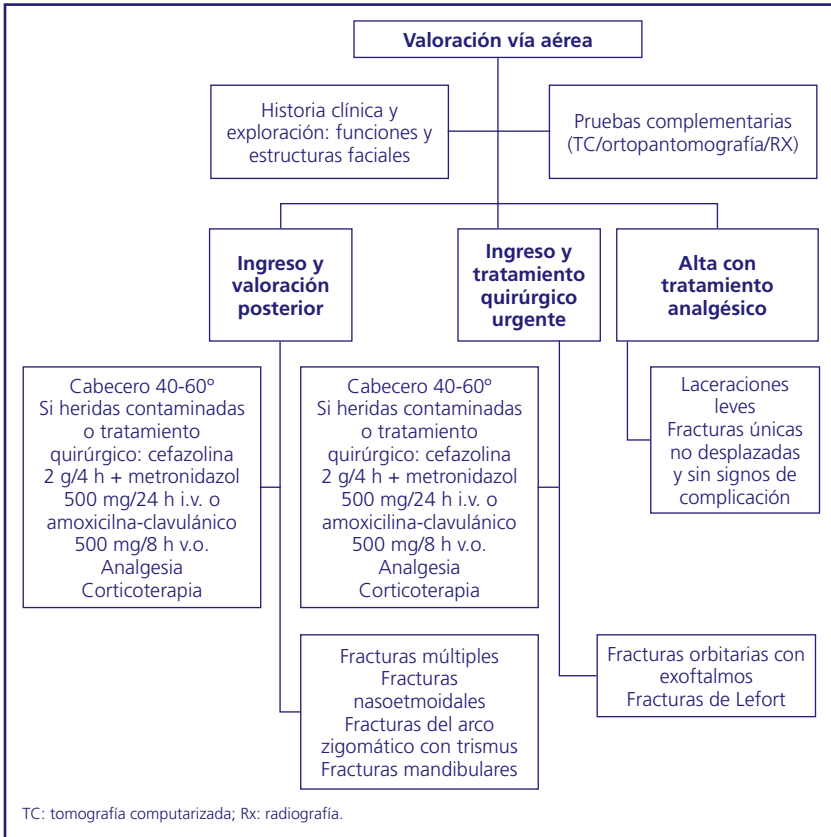 Valoración vía aérea
Historia clínica y
exploración: funciones y
estructuras faciales
Pruebas complementarias
(TC/ortopantomografía/RX)
Ingreso y
valoración
posterior
Ingreso y
tratamiento
quirúrgico
urgente
Alta con
tratamiento
analgésico
Cabecero 40-60º
Si heridas contaminadas
o tratamiento
quirúrgico: cefazolina
2 g/4 h + metronidazol
500 mg/24 h i.v. o
amoxicilna-clavulánico
500 mg/8 h v.o.
Analgesia
Corticoterapia
Cabecero 40-60º
Si heridas contaminadas
o tratamiento
quirúrgico: cefazolina
2 g/4 h + metronidazol
500 mg/24 h i.v. o
amoxicilina-clavulánico
500 mg/8 h v.o.
Analgesia
Corticoterapia
Laceraciones
leves
Fracturas únicas
no desplazadas
y sin signos de
complicación
Fracturas múltiples
Fracturas
nasoetmoidales
Fracturas del arco
zigomático con trismus
Fracturas mandibulares
Fracturas orbitarias con
exoftalmos
Fracturas de Lefort
TC: tomografía computarizada; Rx: radiografía.